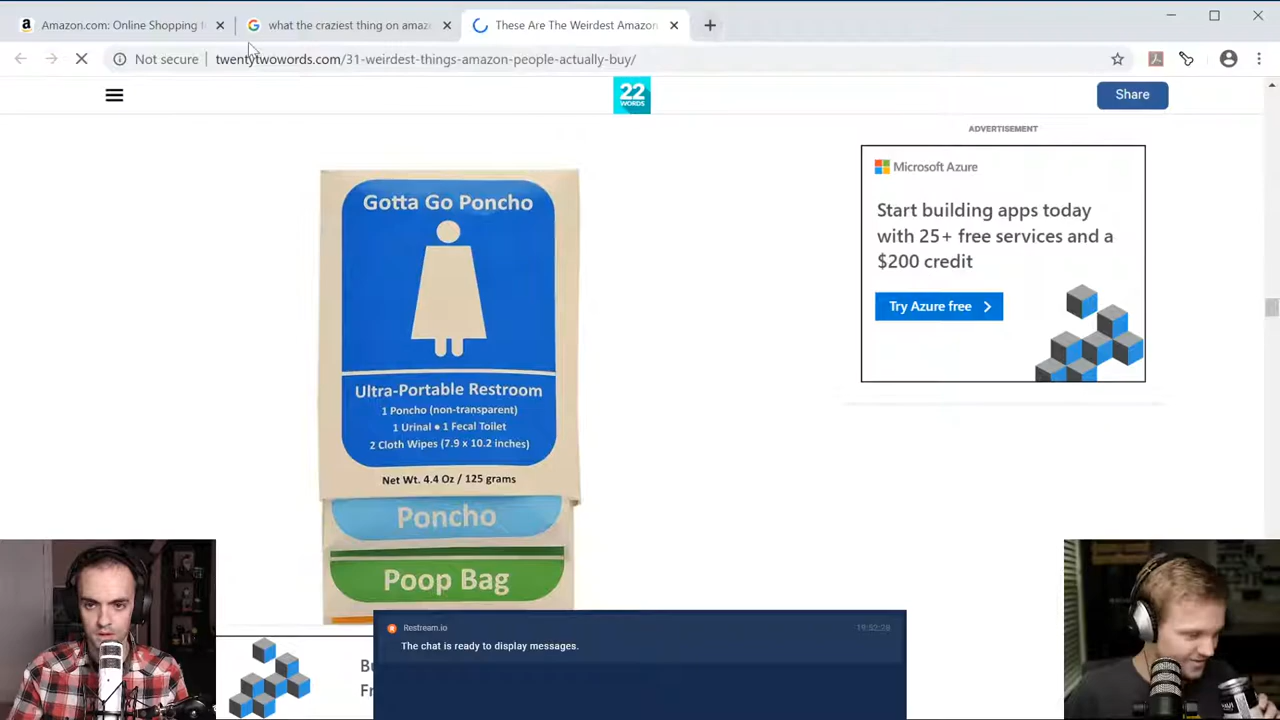 Amazon.com: Online Shopping f
what the craziest thing on amaz
These Are The Weirdest Amazon
Not secure
twentytwowords.com/31-weirdest-things-amazon-people-actually-buy/
22
WORDS
Share
ADVERTISEMENT
Microsoft Azure
Start building apps today
with 25+ free services and a
$200 credit
Try Azure free
Gotta Go Poncho
Ultra-Portable Restroom
1 Poncho (non-transparent)
1 Urinal • 1 Fecal Toilet
2 Cloth Wipes (7.9 x 10.2 inches)
Net Wt. 4.4 Oz / 125 grams
Poncho
Poop Bag
Restream.io
19:52:28
The chat is ready to display messages.
Bu
Fr